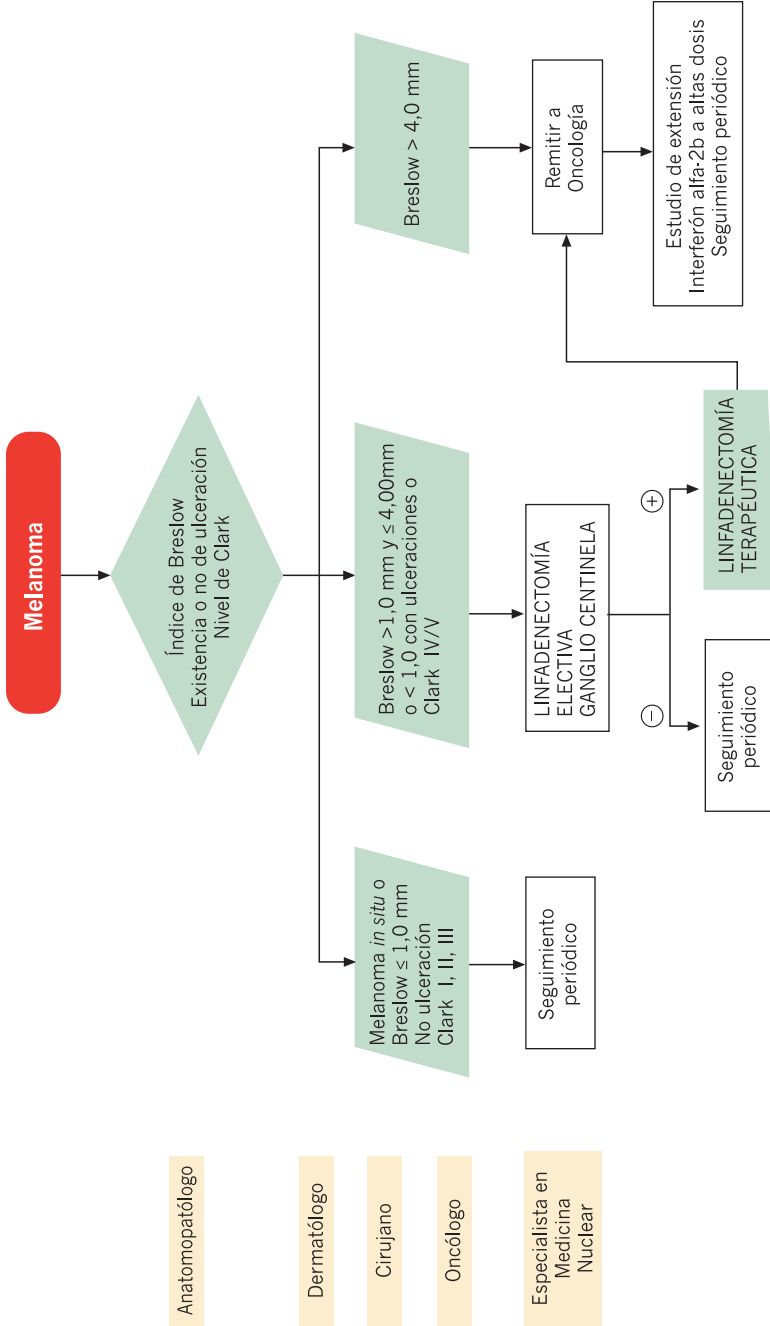 Melanoma
Índice de Breslow
Existencia o no de ulceración
Nivel de Clark
Melanoma in situ o
Breslow ≤ 1,0 mm
No ulceración
Clark I, II, III
Breslow >1,0 mm y ≤ 4,00mm
o < 1,0 con ulceraciones o
Clark IV/V
Breslow > 4,0 mm
Seguimiento
periódico
LINFADENECTOMÍA
ELECTIVA
GANGLIO CENTINELA
Remitir a
Oncología
−
+
Seguimiento
periódico
LINFADENECTOMÍA
TERAPÉUTICA
Estudio de extensión
Interferón alfa-2b a altas dosis
Seguimiento periódico
Anatomopatólogo
Dermatólogo
Cirujano
Oncólogo
Especialista en
Medicina
Nuclear